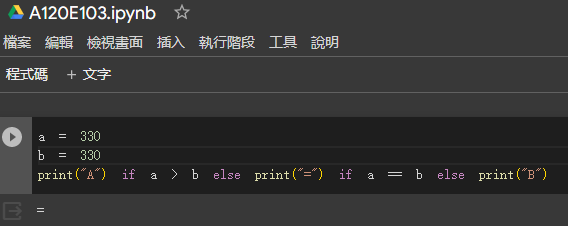 A120E103.ipynb
檔案 編輯 檢視畫面 插入 執行階段 工具 說明
程式碼 + 文字
a = 330
b = 330
print("A") if a > b else print("=") if a == b else print("B")
=